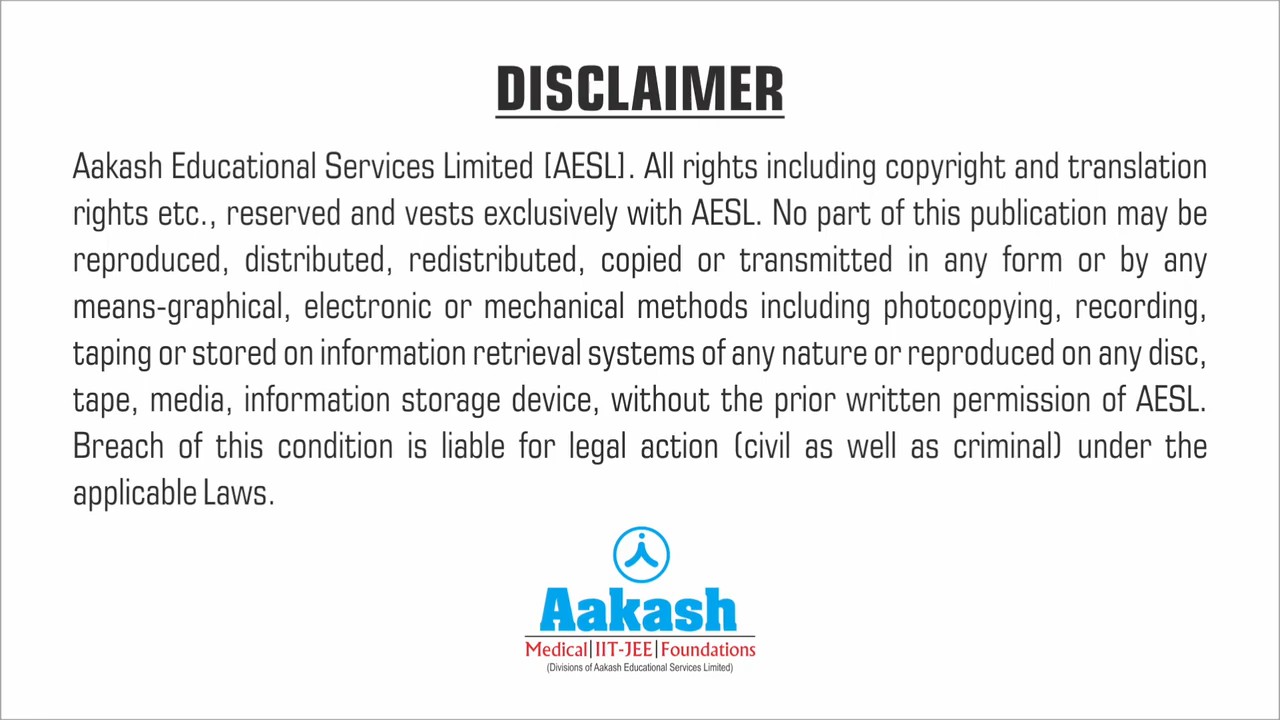 DISCLAIMER
Aakash Educational Services Limited [AESL]. All rights including copyright and translation
rights etc., reserved and vests exclusively with AESL. No part of this publication may be
reproduced, distributed, redistributed, copied or transmitted in any form or by any
means-graphical, electronic or mechanical methods including photocopying, recording,
taping or stored on information retrieval systems of any nature or reproduced on any disc,
tape, media, information storage device, without the prior written permission of AESL.
Breach of this condition is liable for legal action (civil as well as criminal) under the
applicable Laws.
Aakash
Medical|IIT-JEE|Foundations
(Divisions of Aakash Educational Services Limited)